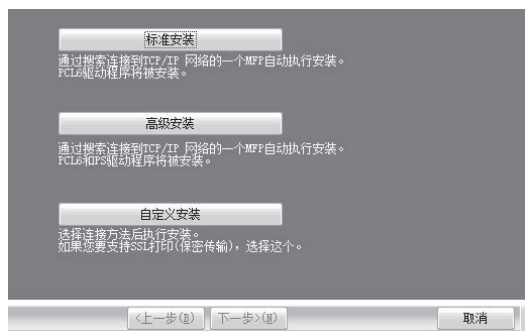 标准安装
通过搜索连接到TCP/IP 网络的一个MFP自动执行安装。
PCL6驱动程序将被安装。
高级安装
通过搜索连接到TCP/IP 网络的一个MFP自动执行安装。
PCL6和PS驱动程序将被安装。
自定义安装
选择连接方法后执行安装。
如果您要支持SSL打印(保密传输)，选择这个。
<上一步(B) 下一步>(N) 取消